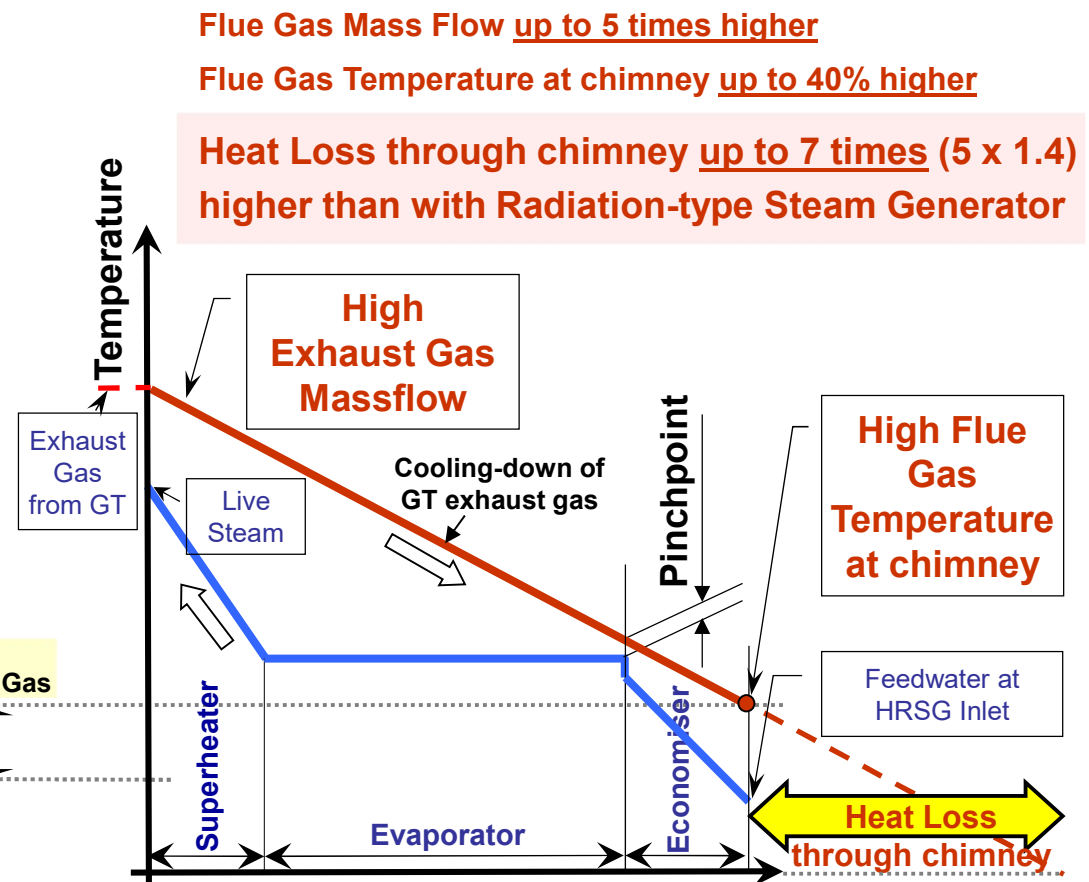 Flue Gas Mass Flow up to 5 times higher
Flue Gas Temperature at chimney up to 40% higher
Heat Loss through chimney up to 7 times (5 x 1.4)
higher than with Radiation-type Steam Generator
Temperature
High
Exhaust Gas
Massflow
Exhaust
Gas
from GT
Live
Steam
Cooling-down of
GT exhaust gas
Pinchpoint
High Flue
Gas
Temperature
at chimney
Gas
Feedwater at
HRSG Inlet
Superheater
Evaporator
Economiser
Heat Loss
through chimney